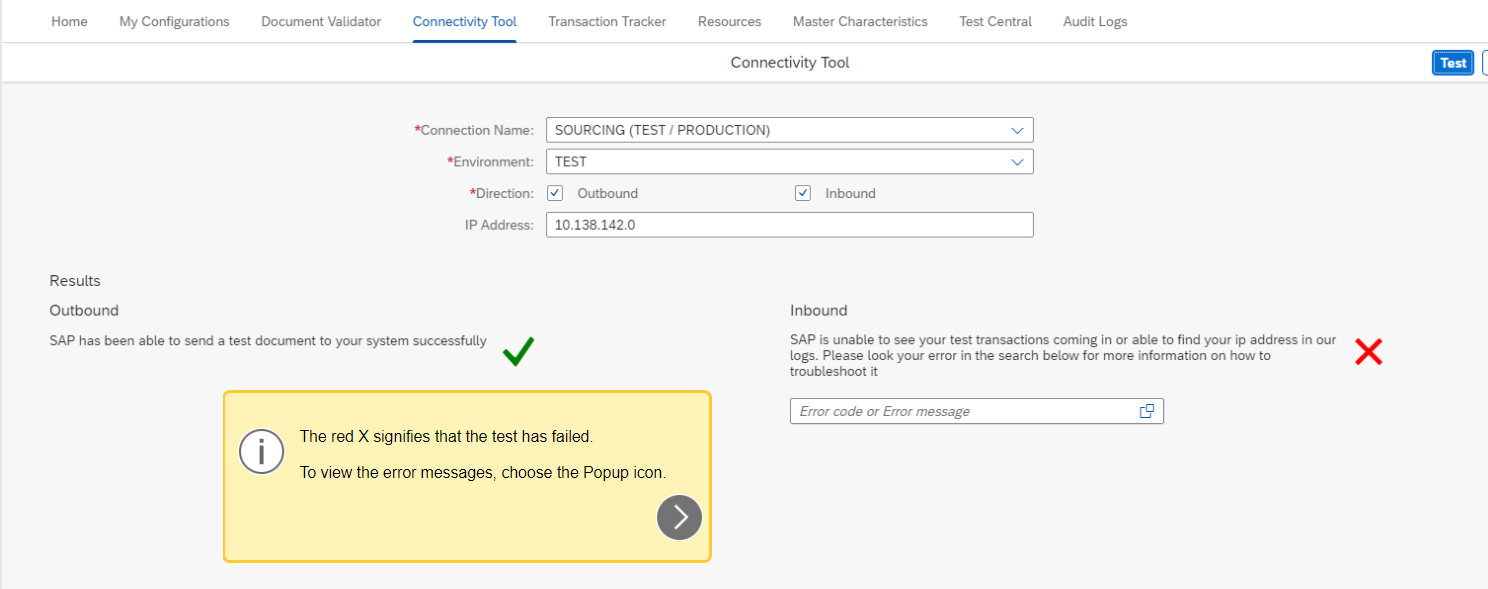 Home My Configurations Document Validator Connectivity Tool Transaction Tracker Resources Master Characteristics Test Central Audit Logs
Connectivity Tool
Test
*Connection Name: SOURCING (TEST / PRODUCTION)
*Environment: TEST
*Direction: Outbound Inbound
IP Address: 10.138.142.0
Results
Outbound
SAP has been able to send a test document to your system successfully
Inbound
SAP is unable to see your test transactions coming in or able to find your ip address in our
logs. Please look your error in the search below for more information on how to
troubleshoot it
Error code or Error message
The red X signifies that the test has failed.
To view the error messages, choose the Popup icon.